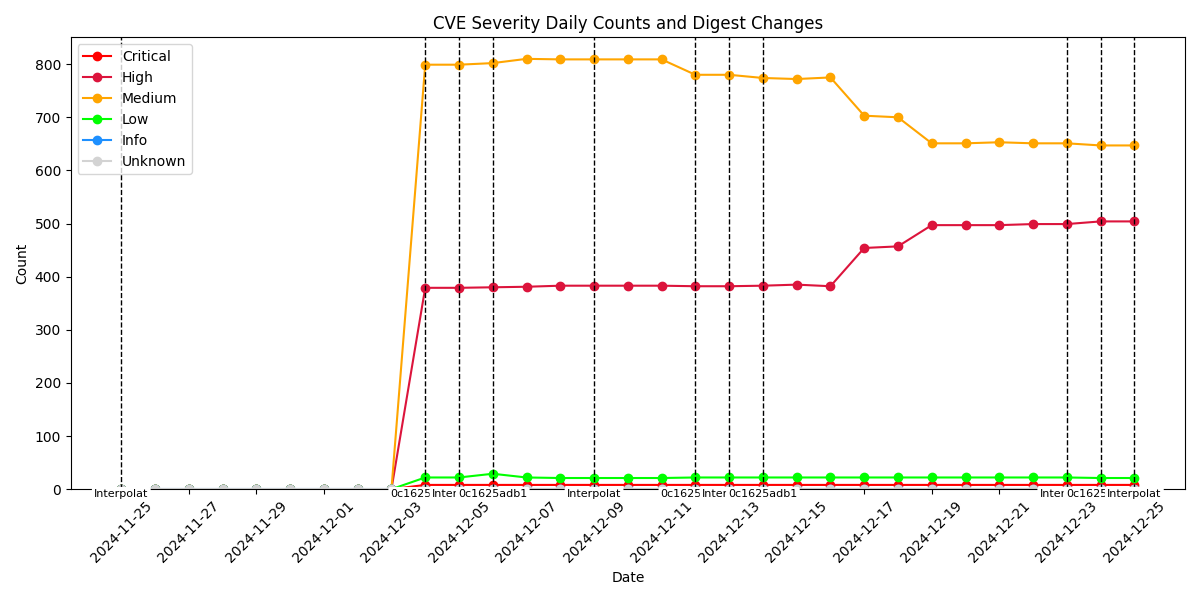 CVE Severity Daily Counts and Digest Changes
Critical
High
Medium
Low
Info
Unknown
Count
800
700
600
500
400
300
200
100
0
Interpolat
0c1625
Inter
0c1625adb1
Interpolat
0c1625
Inter
0c1625adb1
Inter
0c1625
Interpolat
2024-11-25
2024-11-27
2024-11-29
2024-12-01
2024-12-03
2024-12-05
2024-12-07
2024-12-09
2024-12-11
2024-12-13
2024-12-15
2024-12-17
2024-12-19
2024-12-21
2024-12-23
2024-12-25
Date